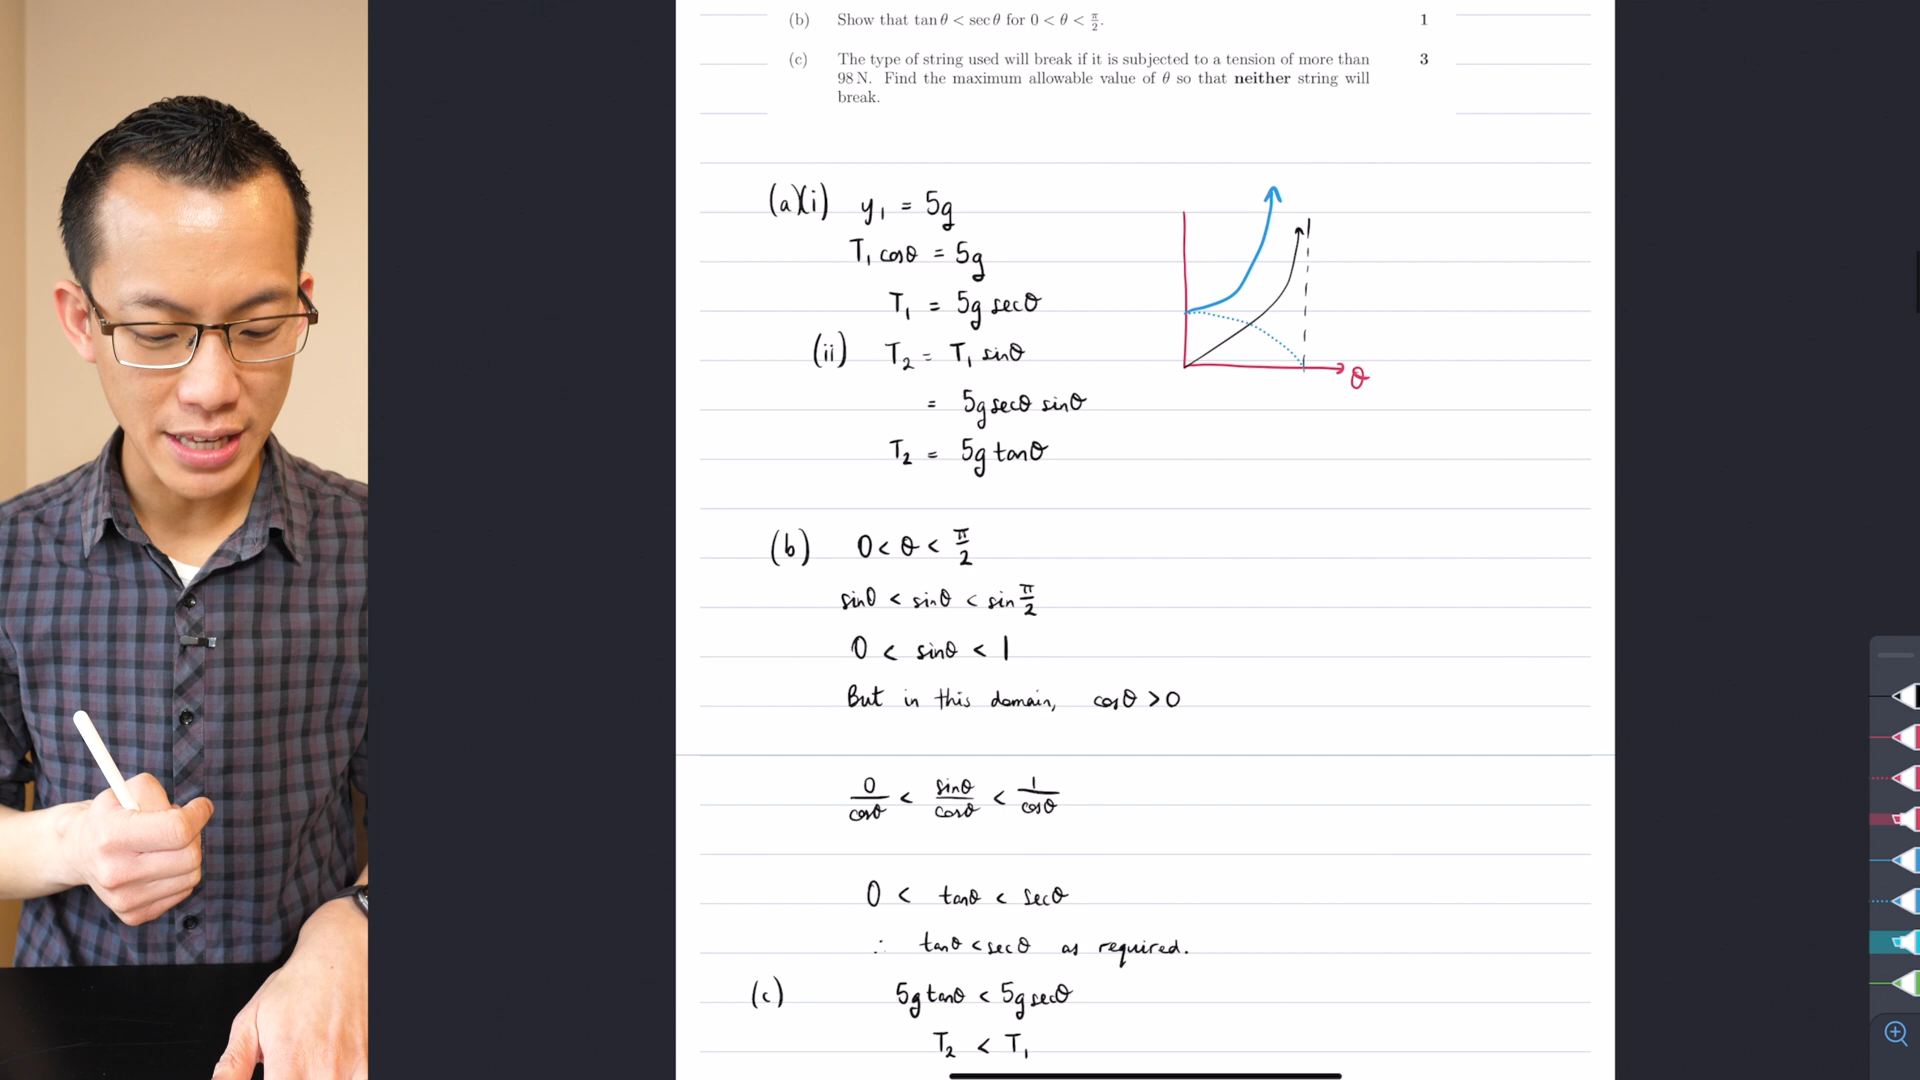 (b) Show that tan θ < sec θ for 0 < θ < π/2. 1
(c) The type of string used will break if it is subjected to a tension of more than 3
98 N. Find the maximum allowable value of θ so that neither string will
break.
(a)(i) y₁ = 5g
T₁ cosθ = 5g
T₁ = 5g secθ
(ii) T₂ = T₁ sinθ
= 5g secθ sinθ
T₂ = 5g tanθ
θ
(b) 0 < θ < π/2
sin0 < sinθ < sin π/2
0 < sinθ < 1
But in this domain, cosθ > 0
0/cosθ < sinθ/cosθ < 1/cosθ
0 < tanθ < secθ
∴ tanθ < secθ as required.
(c) 5g tanθ < 5g secθ
T₂ < T₁